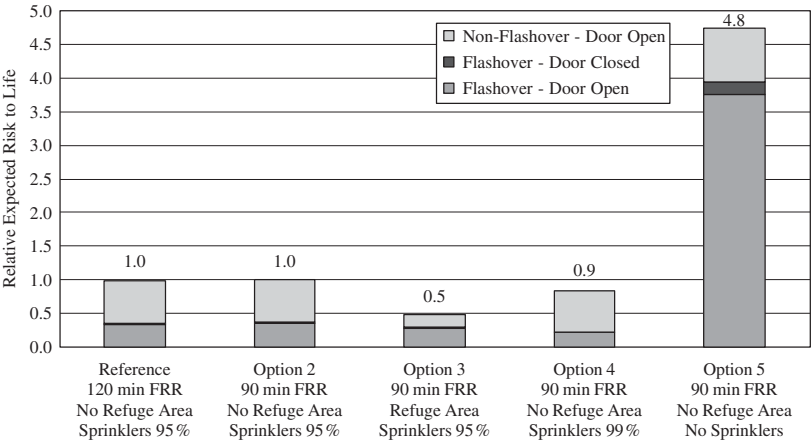 Relative Expected Risk to Life
5.0
4.5
4.0
3.5
3.0
2.5
2.0
1.5
1.0
0.5
0.0
Non-Flashover - Door Open
Flashover - Door Closed
Flashover - Door Open
1.0
1.0
0.5
0.9
4.8
Reference
120 min FRR
No Refuge Area
Sprinklers 95%
Option 2
90 min FRR
No Refuge Area
Sprinklers 95%
Option 3
90 min FRR
Refuge Area
Sprinklers 95%
Option 4
90 min FRR
No Refuge Area
Sprinklers 99%
Option 5
90 min FRR
No Refuge Area
No Sprinklers